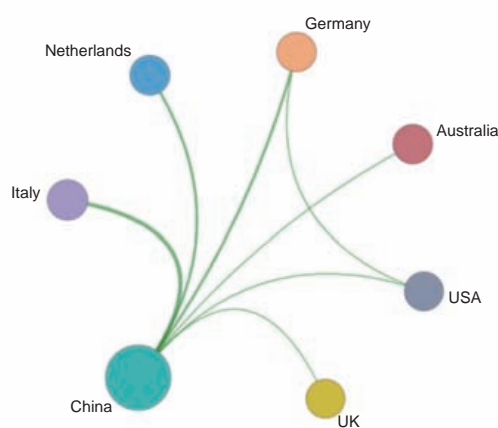 Germany
Netherlands
Australia
Italy
USA
China
UK